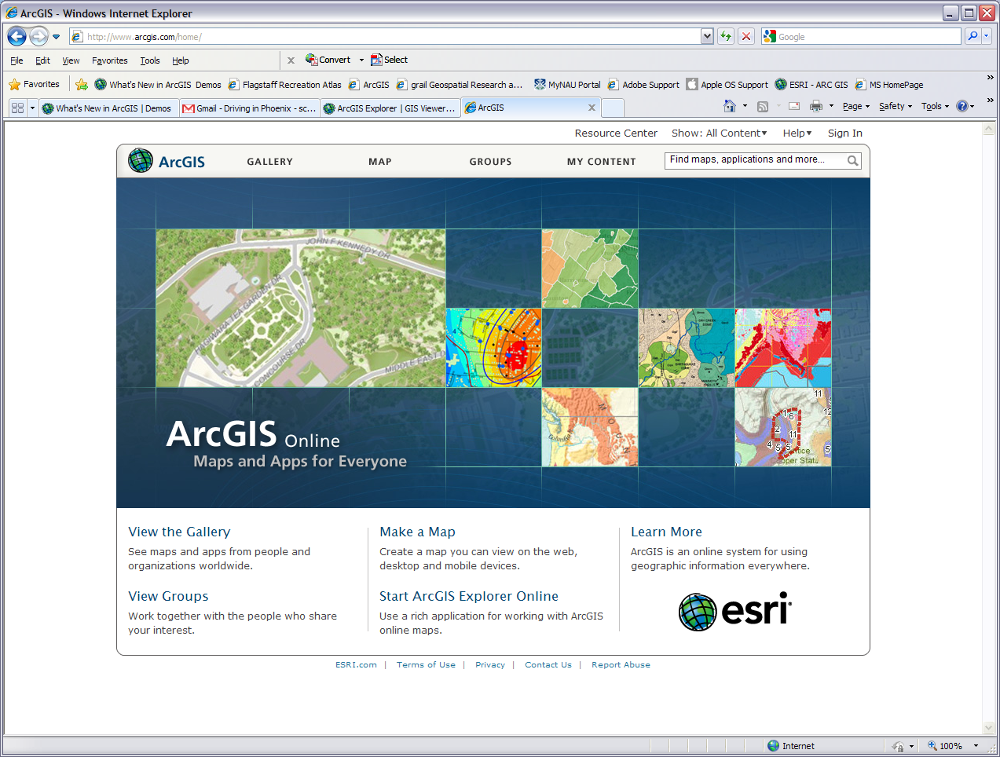 ArcGIS - Windows Internet Explorer
http://www.arcgis.com/home/
Google
File Edit View Favorites Tools Help
x Convert Select
Favorites What's New in ArcGIS Demos Flagstaff Recreation Atlas ArcGIS grail Geospatial Research a... MyNAU Portal Adobe Support Apple OS Support ESRI - ARC GIS MS HomePage
What's New in ArcGIS | Demos Gmail - Driving in Phoenix - sc... ArcGIS Explorer | GIS Viewer... ArcGIS Page Safety Tools
Resource Center Show: All Content Help Sign In
ArcGIS GALLERY MAP GROUPS MY CONTENT Find maps, applications and more...
JOHN F KENNEDY DR
HAGIWARA TEA GARDEN DR
CONCOURSE DR
MIDDLE EAST
11
12
1 6
2
11
4 5 5 5
ArcGIS Online
Maps and Apps for Everyone
View the Gallery
See maps and apps from people and
organizations worldwide.
View Groups
Work together with the people who share
your interest.
Make a Map
Create a map you can view on the web,
desktop and mobile devices.
Start ArcGIS Explorer Online
Use a rich application for working with ArcGIS
online maps.
Learn More
ArcGIS is an online system for using
geographic information everywhere.
esri
ESRI.com | Terms of Use | Privacy | Contact Us | Report Abuse
Internet 100%